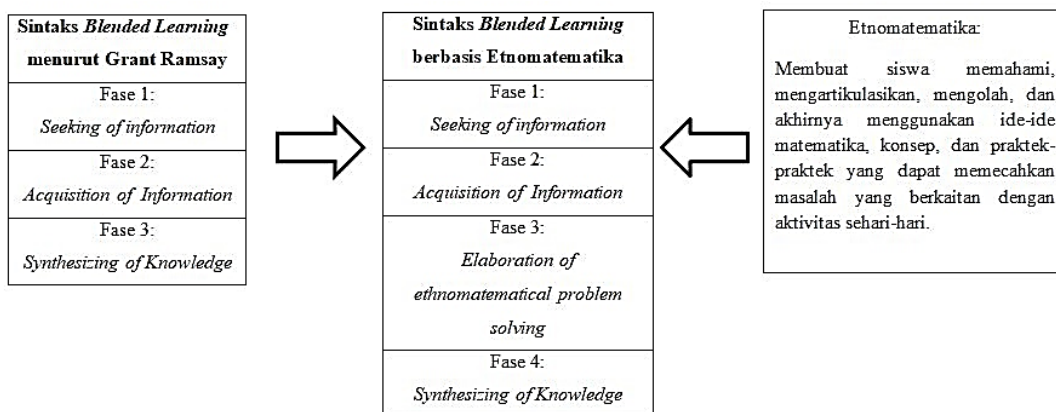 Sintaks Blended Learning
menurut Grant Ramsay
Fase 1:
Seeking of information
Fase 2:
Acquisition of Information
Fase 3:
Synthesizing of Knowledge
Sintaks Blended Learning
berbasis Etnomatematika
Fase 1:
Seeking of information
Fase 2:
Acquisition of Information
Fase 3:
Elaboration of
ethnomatematical problem
solving
Fase 4:
Synthesizing of Knowledge
Etnomatematika:
Membuat siswa memahami,
mengartikulasikan, mengolah, dan
akhirnya menggunakan ide-ide
matematika, konsep, dan praktek-
praktek yang dapat memecahkan
masalah yang berkaitan dengan
aktivitas sehari-hari.